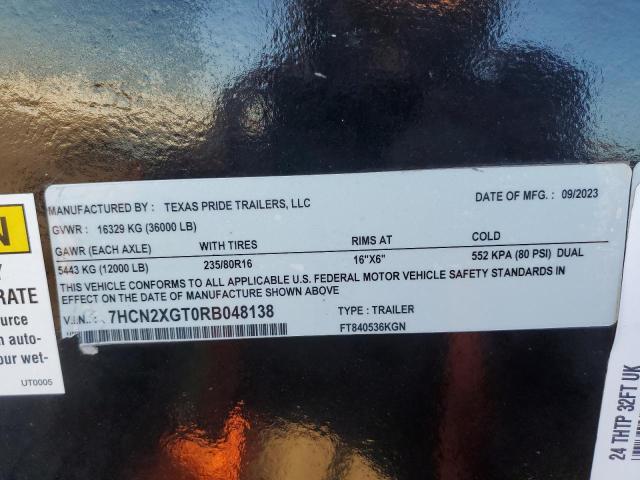 MANUFACTURED BY : TEXAS PRIDE TRAILERS, LLC DATE OF MFG. : 09/2023
GVWR : 16329 KG (36000 LB)
GAWR (EACH AXLE) WITH TIRES RIMS AT COLD
5443 KG (12000 LB) 235/80R16 16"X6" 552 KPA (80 PSI) DUAL
THIS VEHICLE CONFORMS TO ALL APPLICABLE U.S. FEDERAL MOTOR VEHICLE SAFETY STANDARDS IN
EFFECT ON THE DATE OF MANUFACTURE SHOWN ABOVE
V.I.N. : 7HCN2XGT0RB048138 TYPE : TRAILER
FT840536KGN
N
Y
RATE
ource
n auto-
our wet-
UT0005
24 THTP 32FT UK